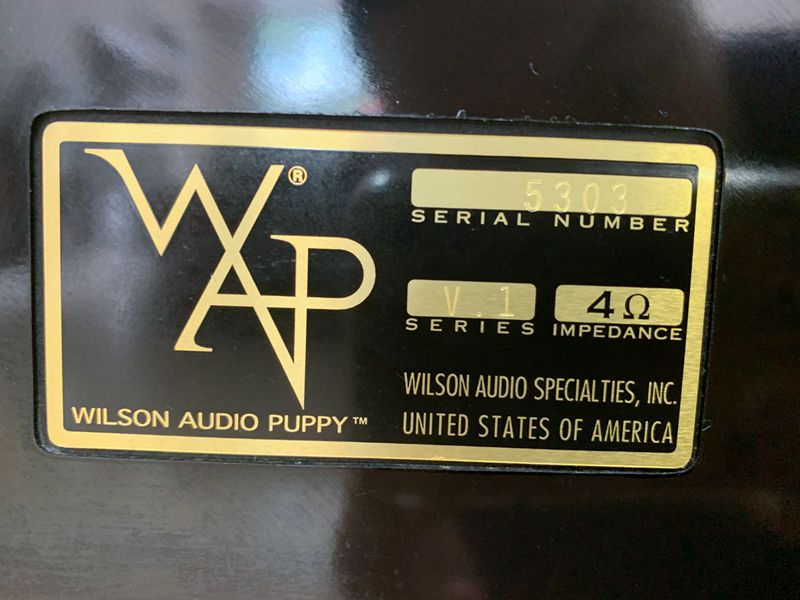 WAP®
WILSON AUDIO PUPPY™
5303
SERIAL NUMBER
V.1
SERIES
4Ω
IMPEDANCE
WILSON AUDIO SPECIALTIES, INC.
UNITED STATES OF AMERICA